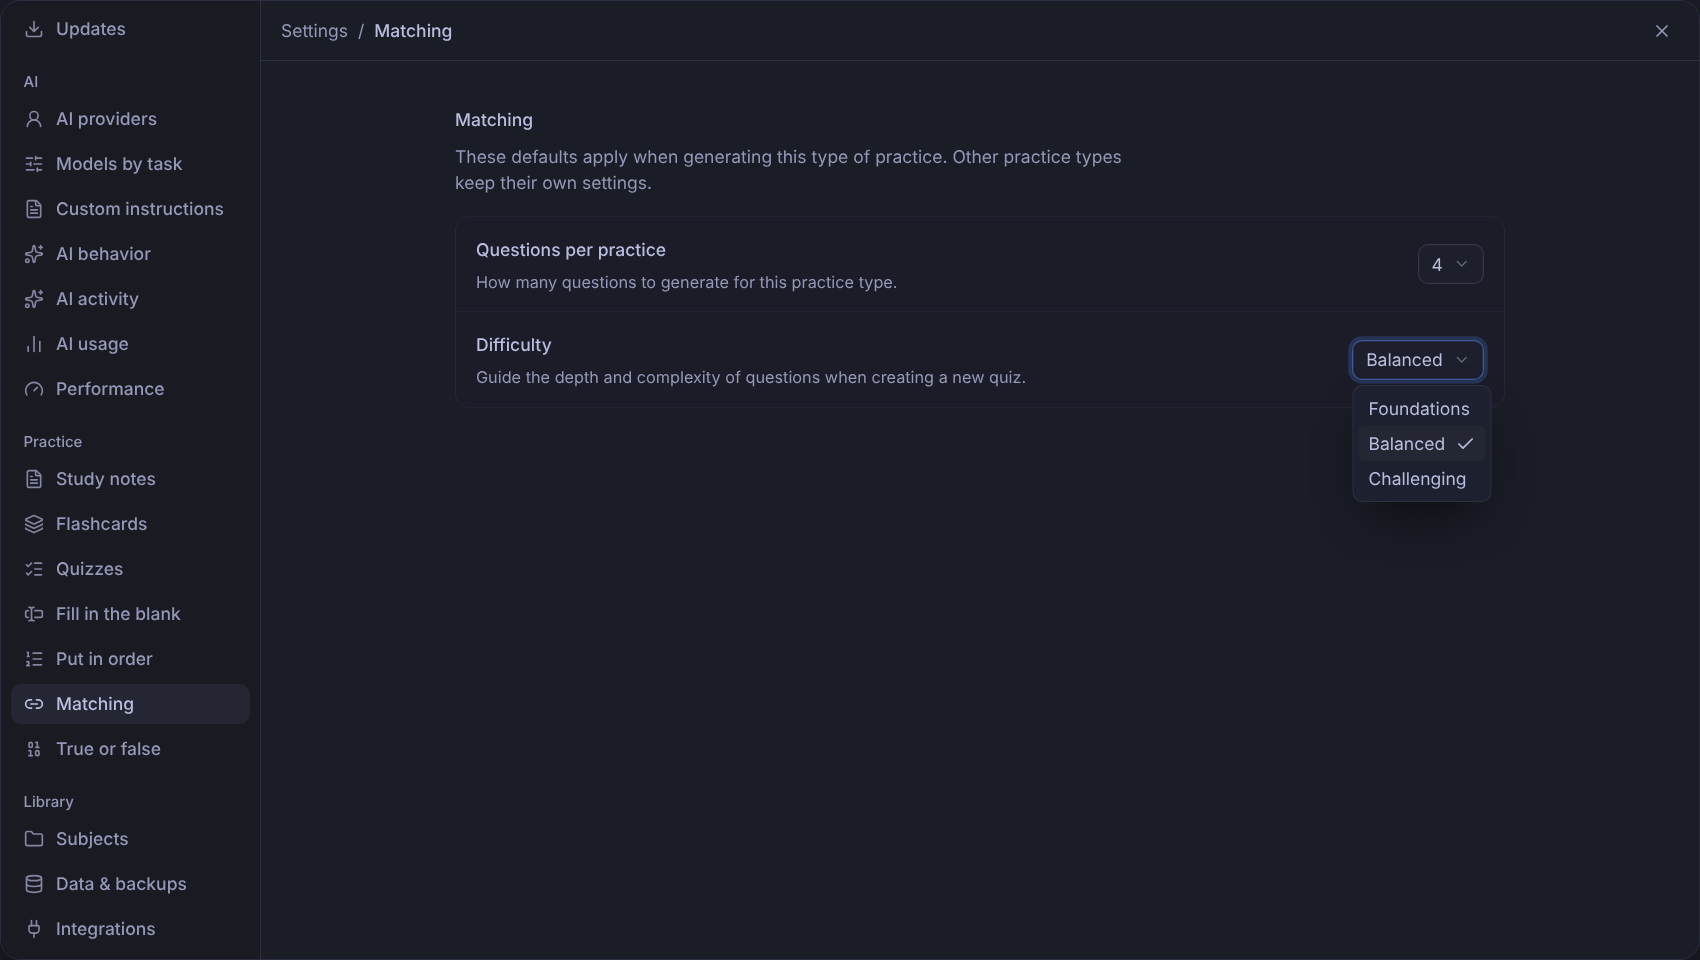 Updates
AI
AI providers
Models by task
Custom instructions
AI behavior
AI activity
AI usage
Performance
Practice
Study notes
Flashcards
Quizzes
Fill in the blank
Put in order
Matching
True or false
Library
Subjects
Data & backups
Integrations
Settings / Matching
Matching
These defaults apply when generating this type of practice. Other practice types
keep their own settings.
Questions per practice
How many questions to generate for this practice type.
4
Difficulty
Guide the depth and complexity of questions when creating a new quiz.
Balanced
Foundations
Balanced
Challenging